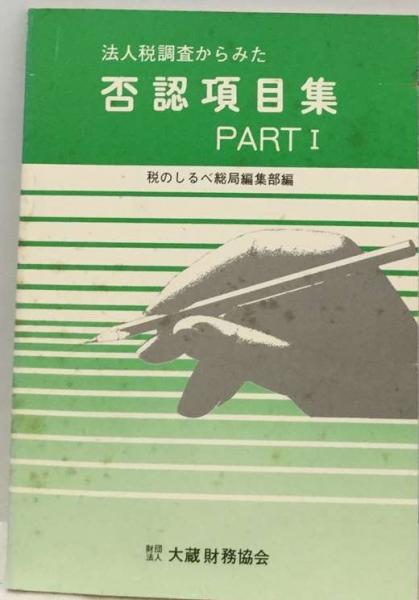 法人税調査からみた
否認項目集
PART I
税のしるべ総局編集部編
財団法人 大蔵財務協会